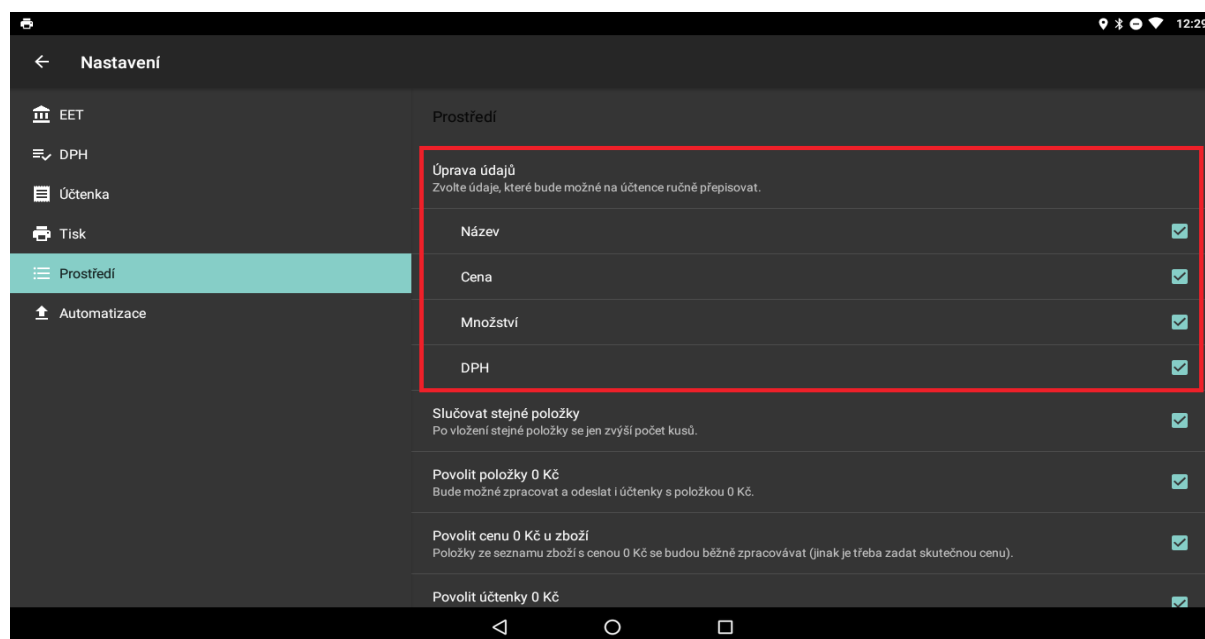 12:29
Nastavení
EET
DPH
Účtenka
Tisk
Prostředí
Automatizace
Prostředí
Úprava údajů
Zvolte údaje, které bude možné na účtence ručně přepisovat.
Název
Cena
Množství
DPH
Slučovat stejné položky
Po vložení stejné položky se jen zvýší počet kusů.
Povolit položky 0 Kč
Bude možné zpracovat a odeslat i účtenky s položkou 0 Kč.
Povolit cenu 0 Kč u zboží
Položky ze seznamu zboží s cenou 0 Kč se budou běžně zpracovávat (jinak je třeba zadat skutečnou cenu).
Povolit účtenky 0 Kč